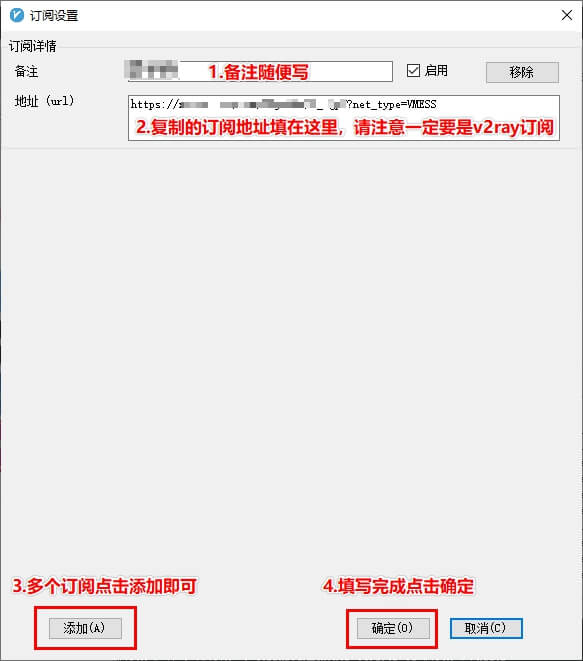 订阅设置
订阅详情
备注
1.备注随便写
启用
移除
地址（url）
https:// ?net_type=VMESS
2.复制的订阅地址填在这里，请注意一定要是v2ray订阅
3.多个订阅点击添加即可
4.填写完成点击确定
添加(A)
确定(O)
取消(C)